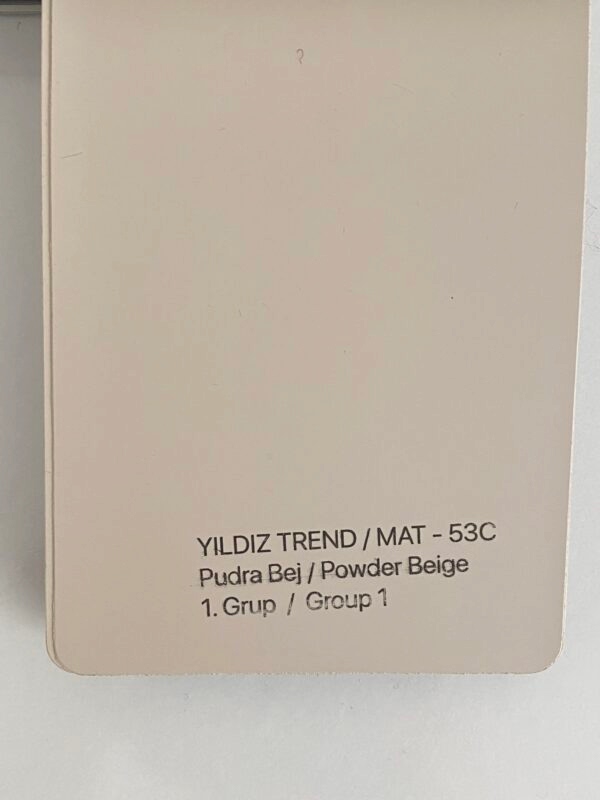 YILDIZ TREND / MAT - 53C
Pudra Bej / Powder Beige
1. Grup / Group 1